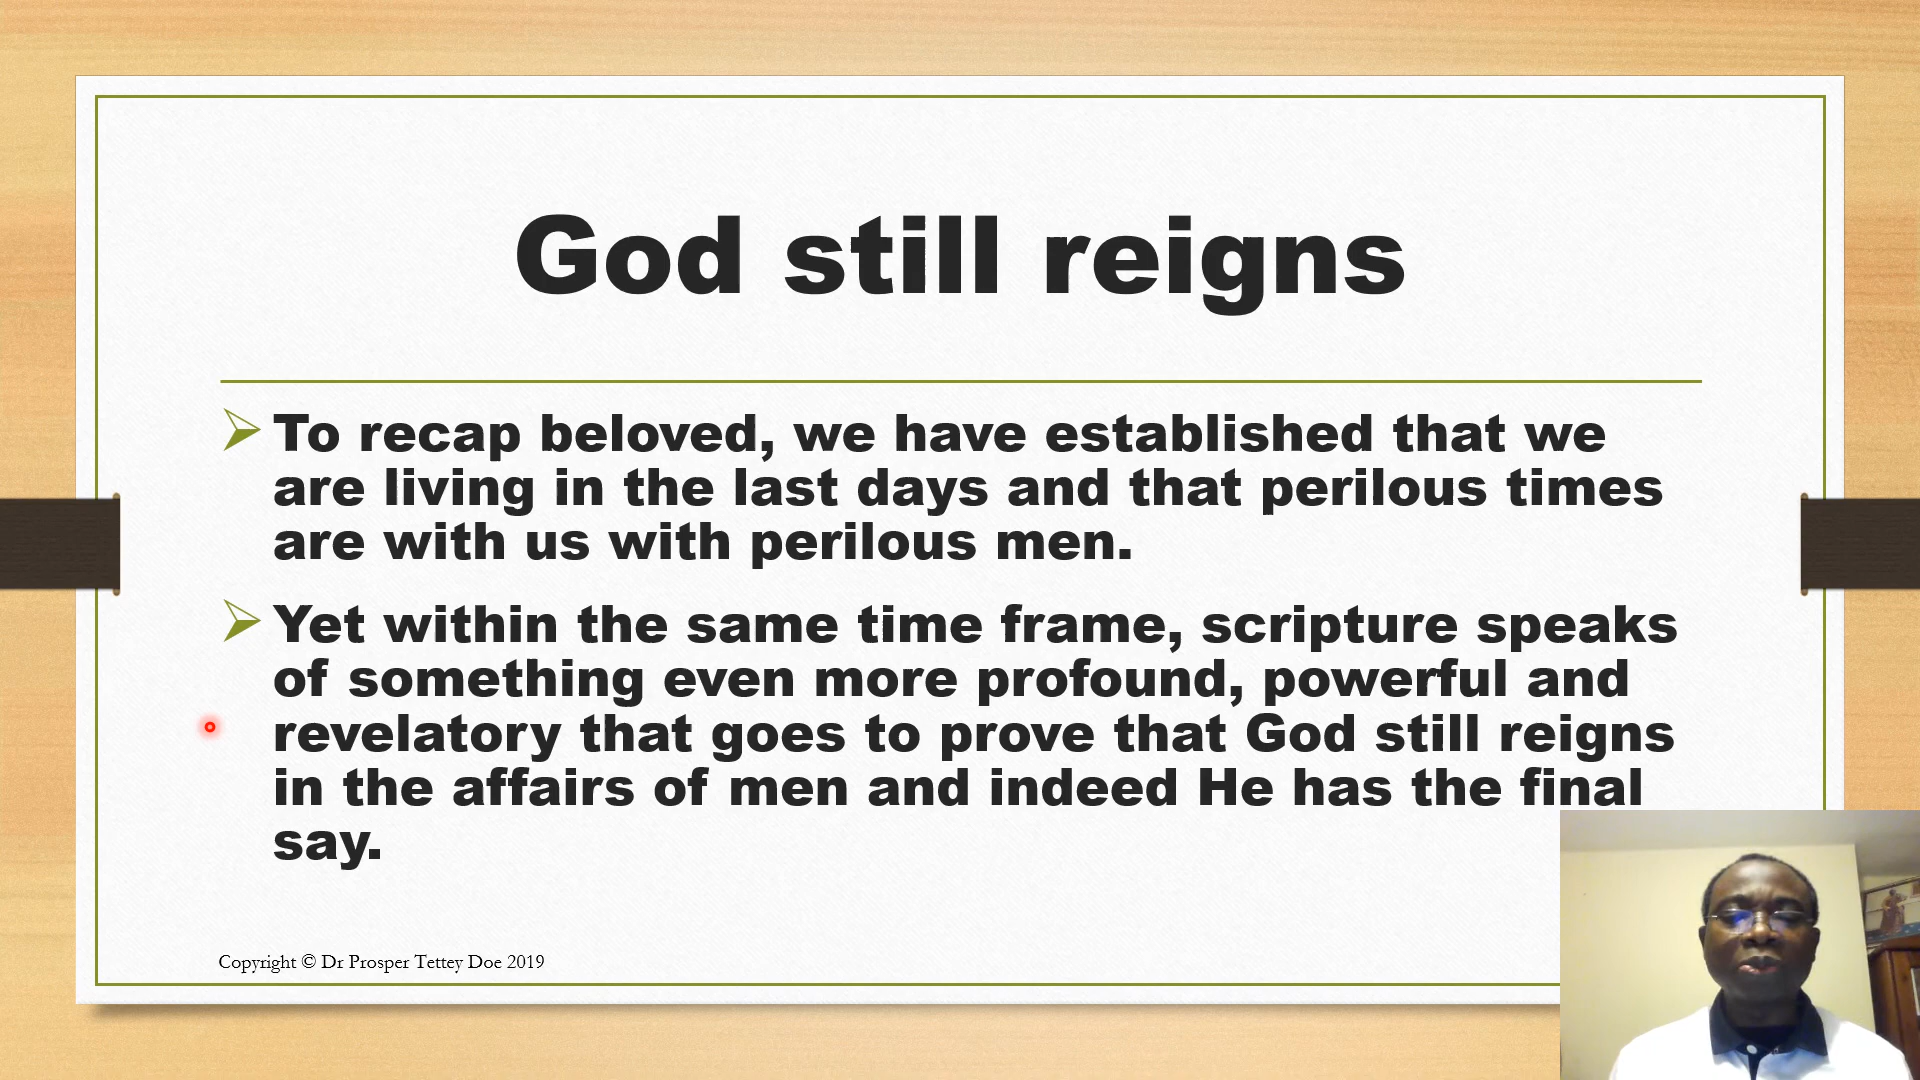 God still reigns
To recap beloved, we have established that we
are living in the last days and that perilous times
are with us with perilous men.
Yet within the same time frame, scripture speaks
of something even more profound, powerful and
revelatory that goes to prove that God still reigns
in the affairs of men and indeed He has the final
say.
Copyright © Dr Prosper Tettey Doe 2019